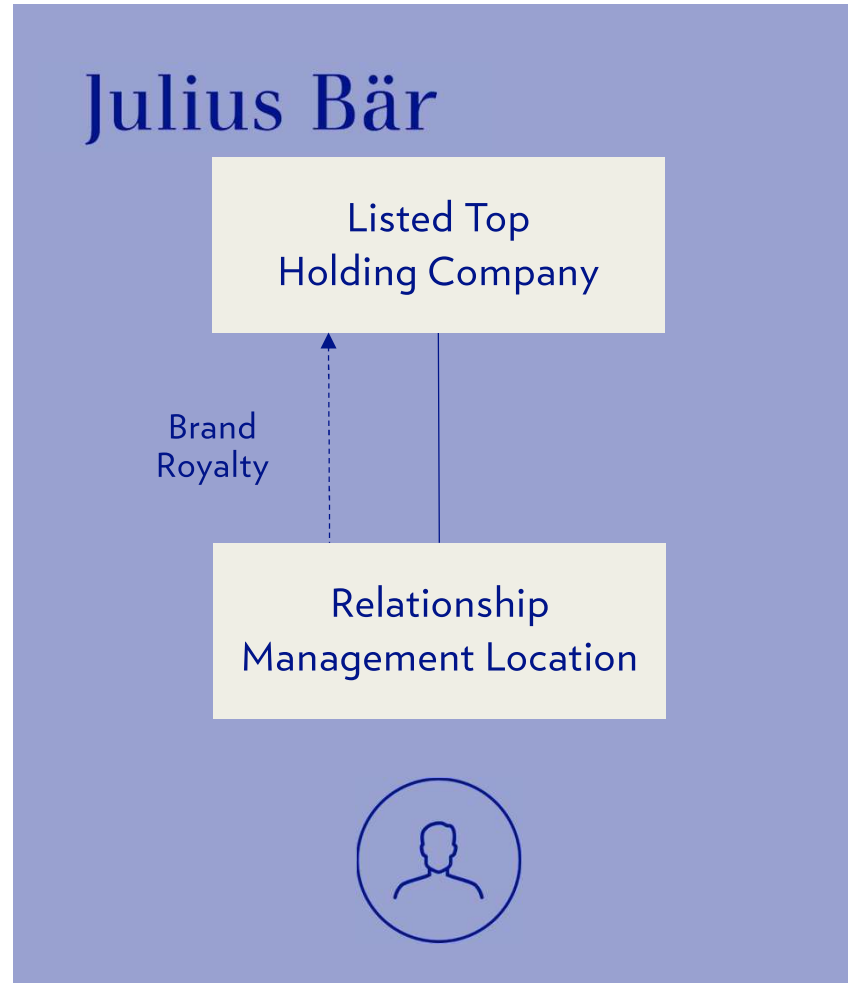 Julius Bär
Listed Top
Holding Company
Brand
Royalty
Relationship
Management Location